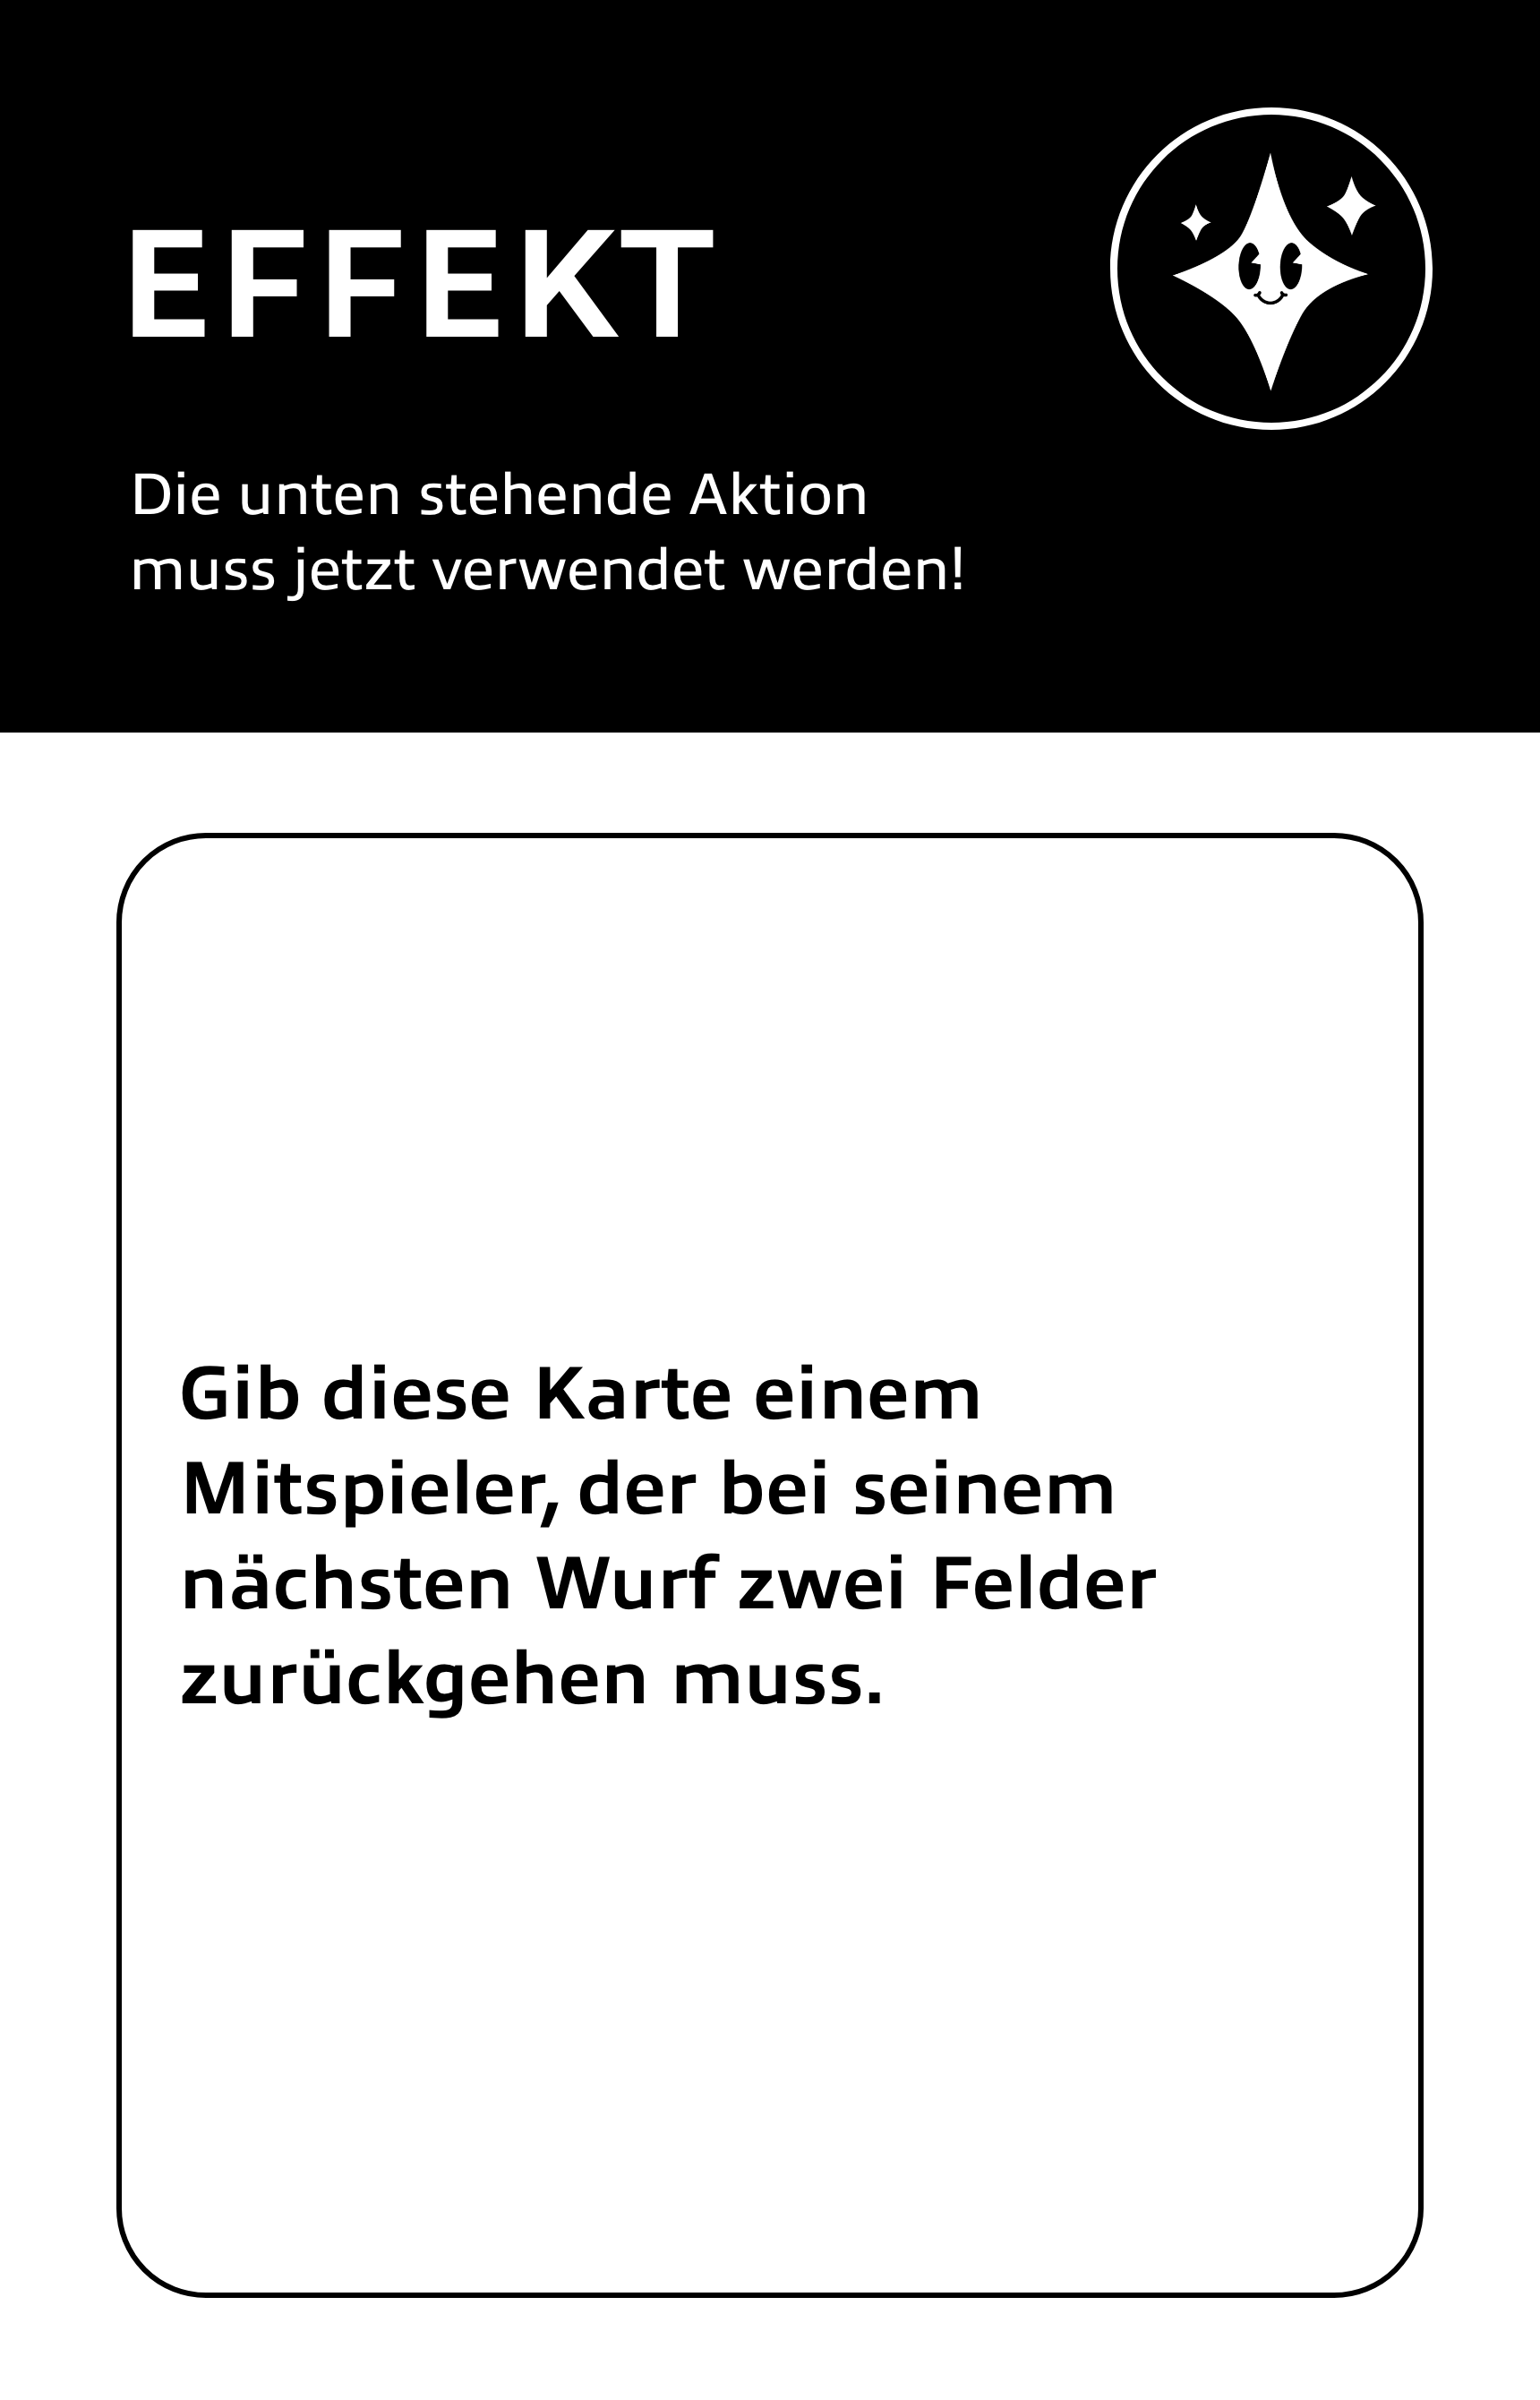 EFFEKT
Die unten stehende Aktion
muss jetzt verwendet werden!
Gib diese Karte einem
Mitspieler, der bei seinem
nächsten Wurf zwei Felder
zurückgehen muss.